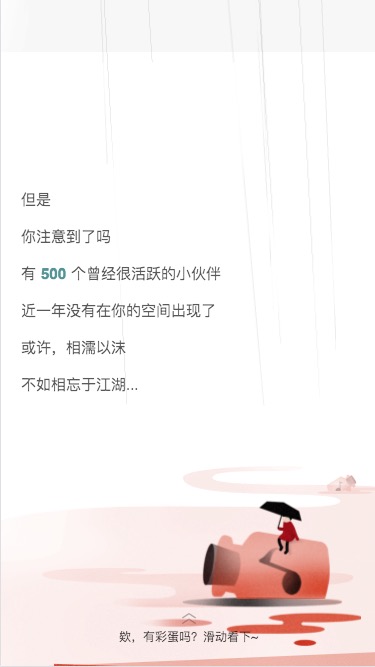 但是
你注意到了吗
有 500 个曾经很活跃的小伙伴
近一年没有在你的空间出现了
或许，相濡以沫
不如相忘于江湖...
欸，有彩蛋吗？滑动看下~